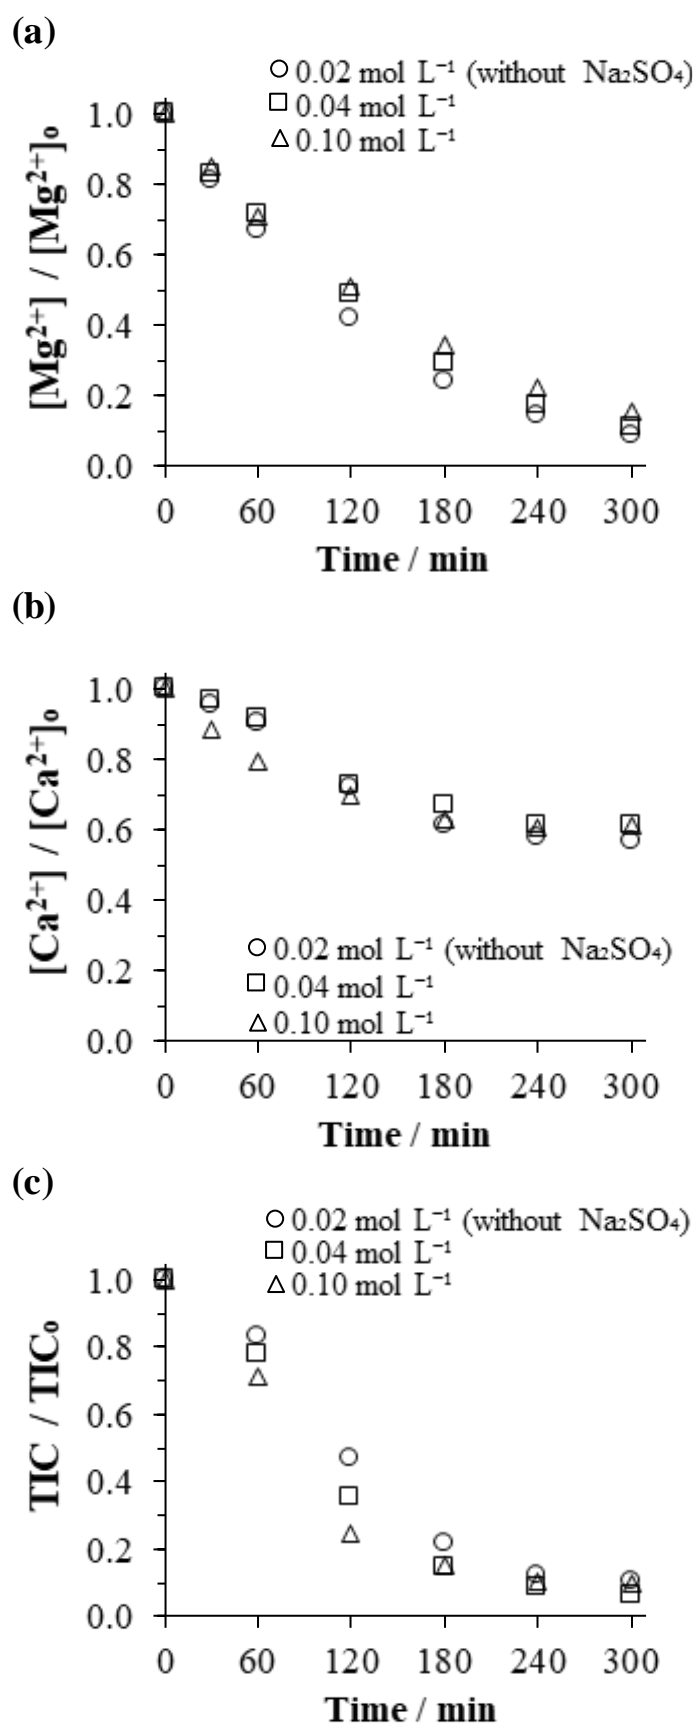 (a)
○ 0.02 mol L⁻¹ (without Na₂SO₄)
□ 0.04 mol L⁻¹
△ 0.10 mol L⁻¹
[Mg²⁺] / [Mg²⁺]₀
1.0
0.8
0.6
0.4
0.2
0.0
0 60 120 180 240 300
Time / min
(b)
[Ca²⁺] / [Ca²⁺]₀
1.0
0.8
0.6
0.4
0.2
0.0
○ 0.02 mol L⁻¹ (without Na₂SO₄)
□ 0.04 mol L⁻¹
△ 0.10 mol L⁻¹
0 60 120 180 240 300
Time / min
(c)
○ 0.02 mol L⁻¹ (without Na₂SO₄)
□ 0.04 mol L⁻¹
△ 0.10 mol L⁻¹
TIC / TIC₀
1.0
0.8
0.6
0.4
0.2
0.0
0 60 120 180 240 300
Time / min